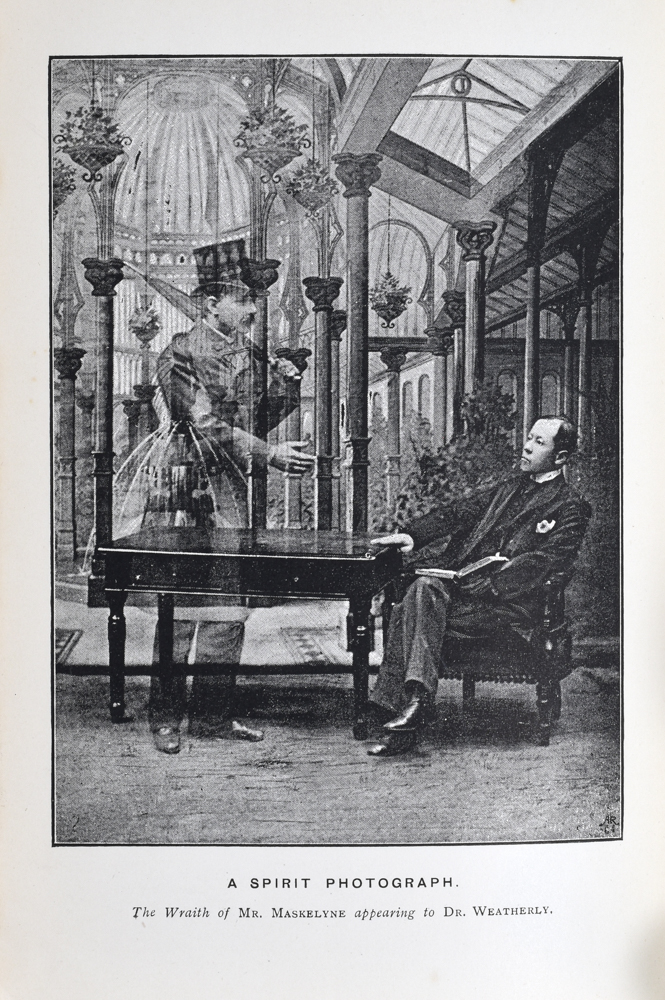 A SPIRIT PHOTOGRAPH.
The Wraith of MR. MASKELYNE appearing to DR. WEATHERLY.